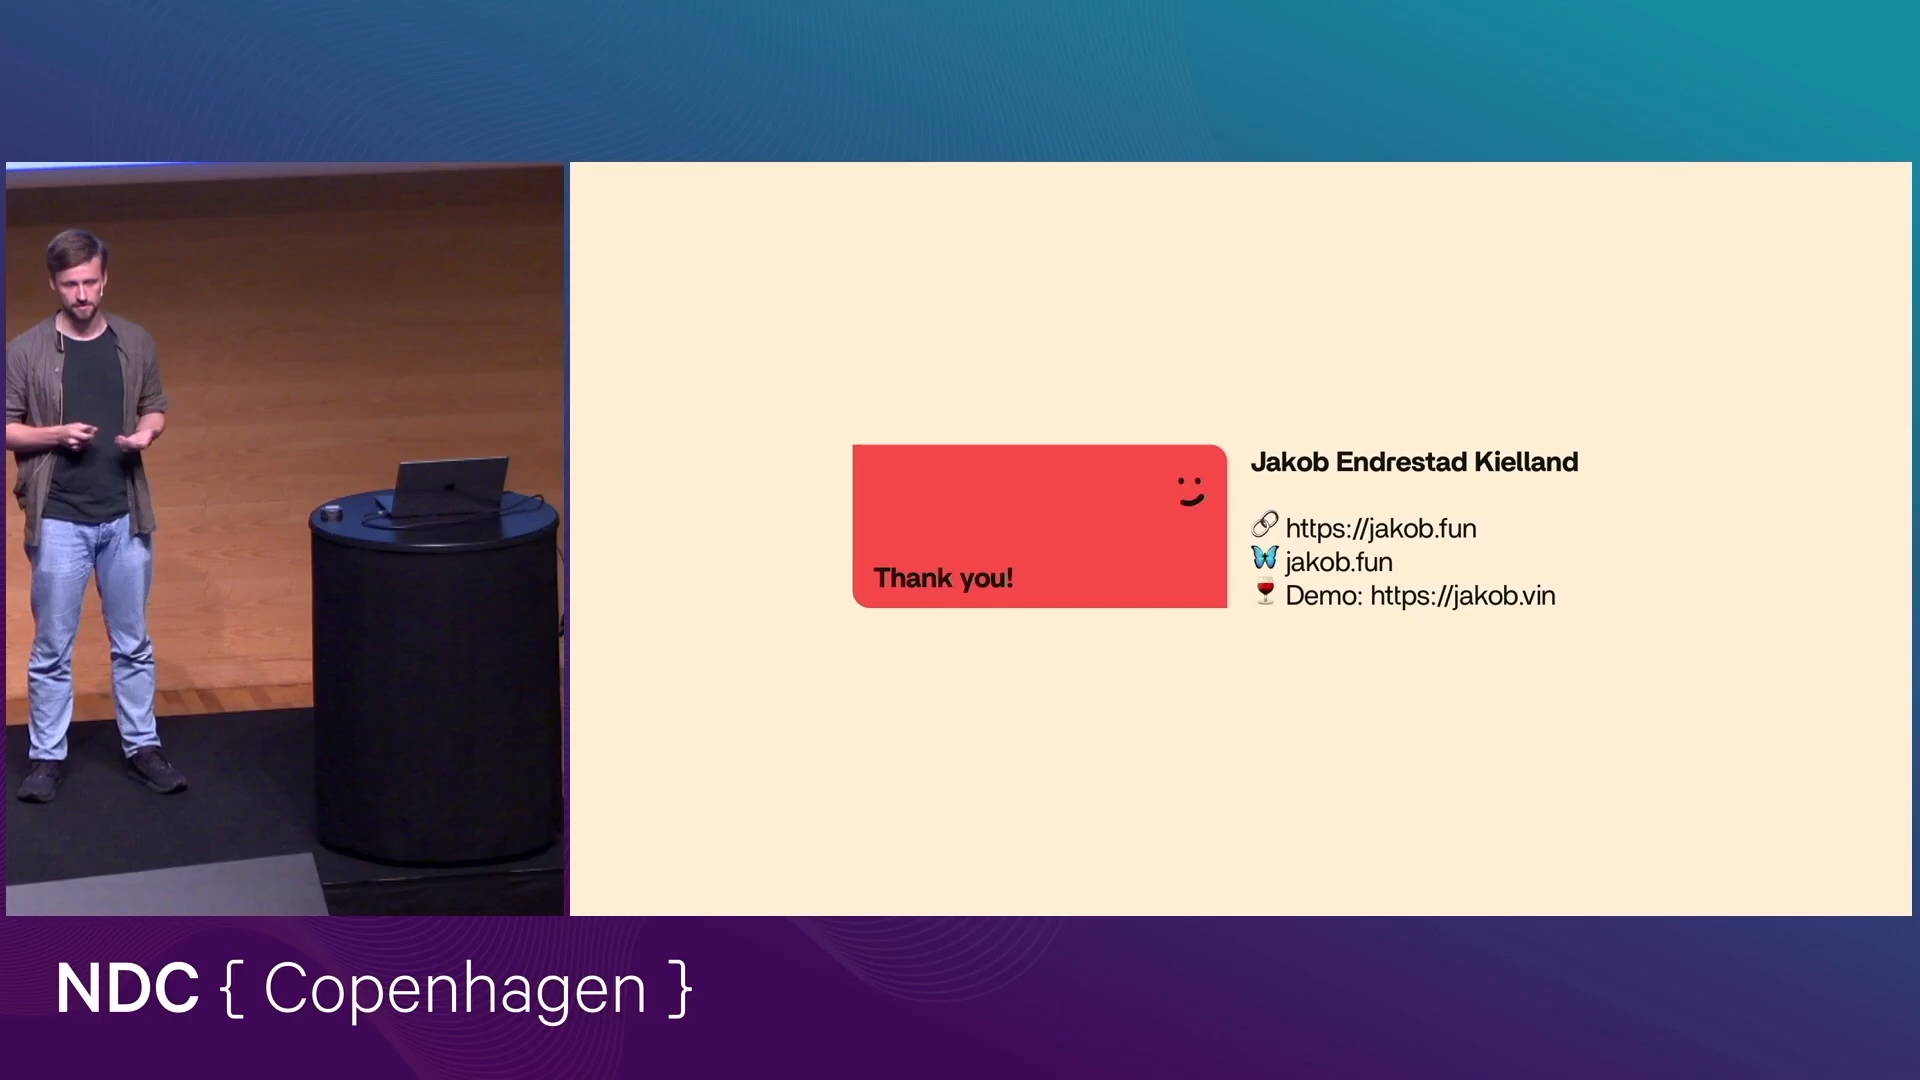 Thank you!
Jakob Endrestad Kielland
https://jakob.fun
jakob.fun
Demo: https://jakob.vin
NDC { Copenhagen }